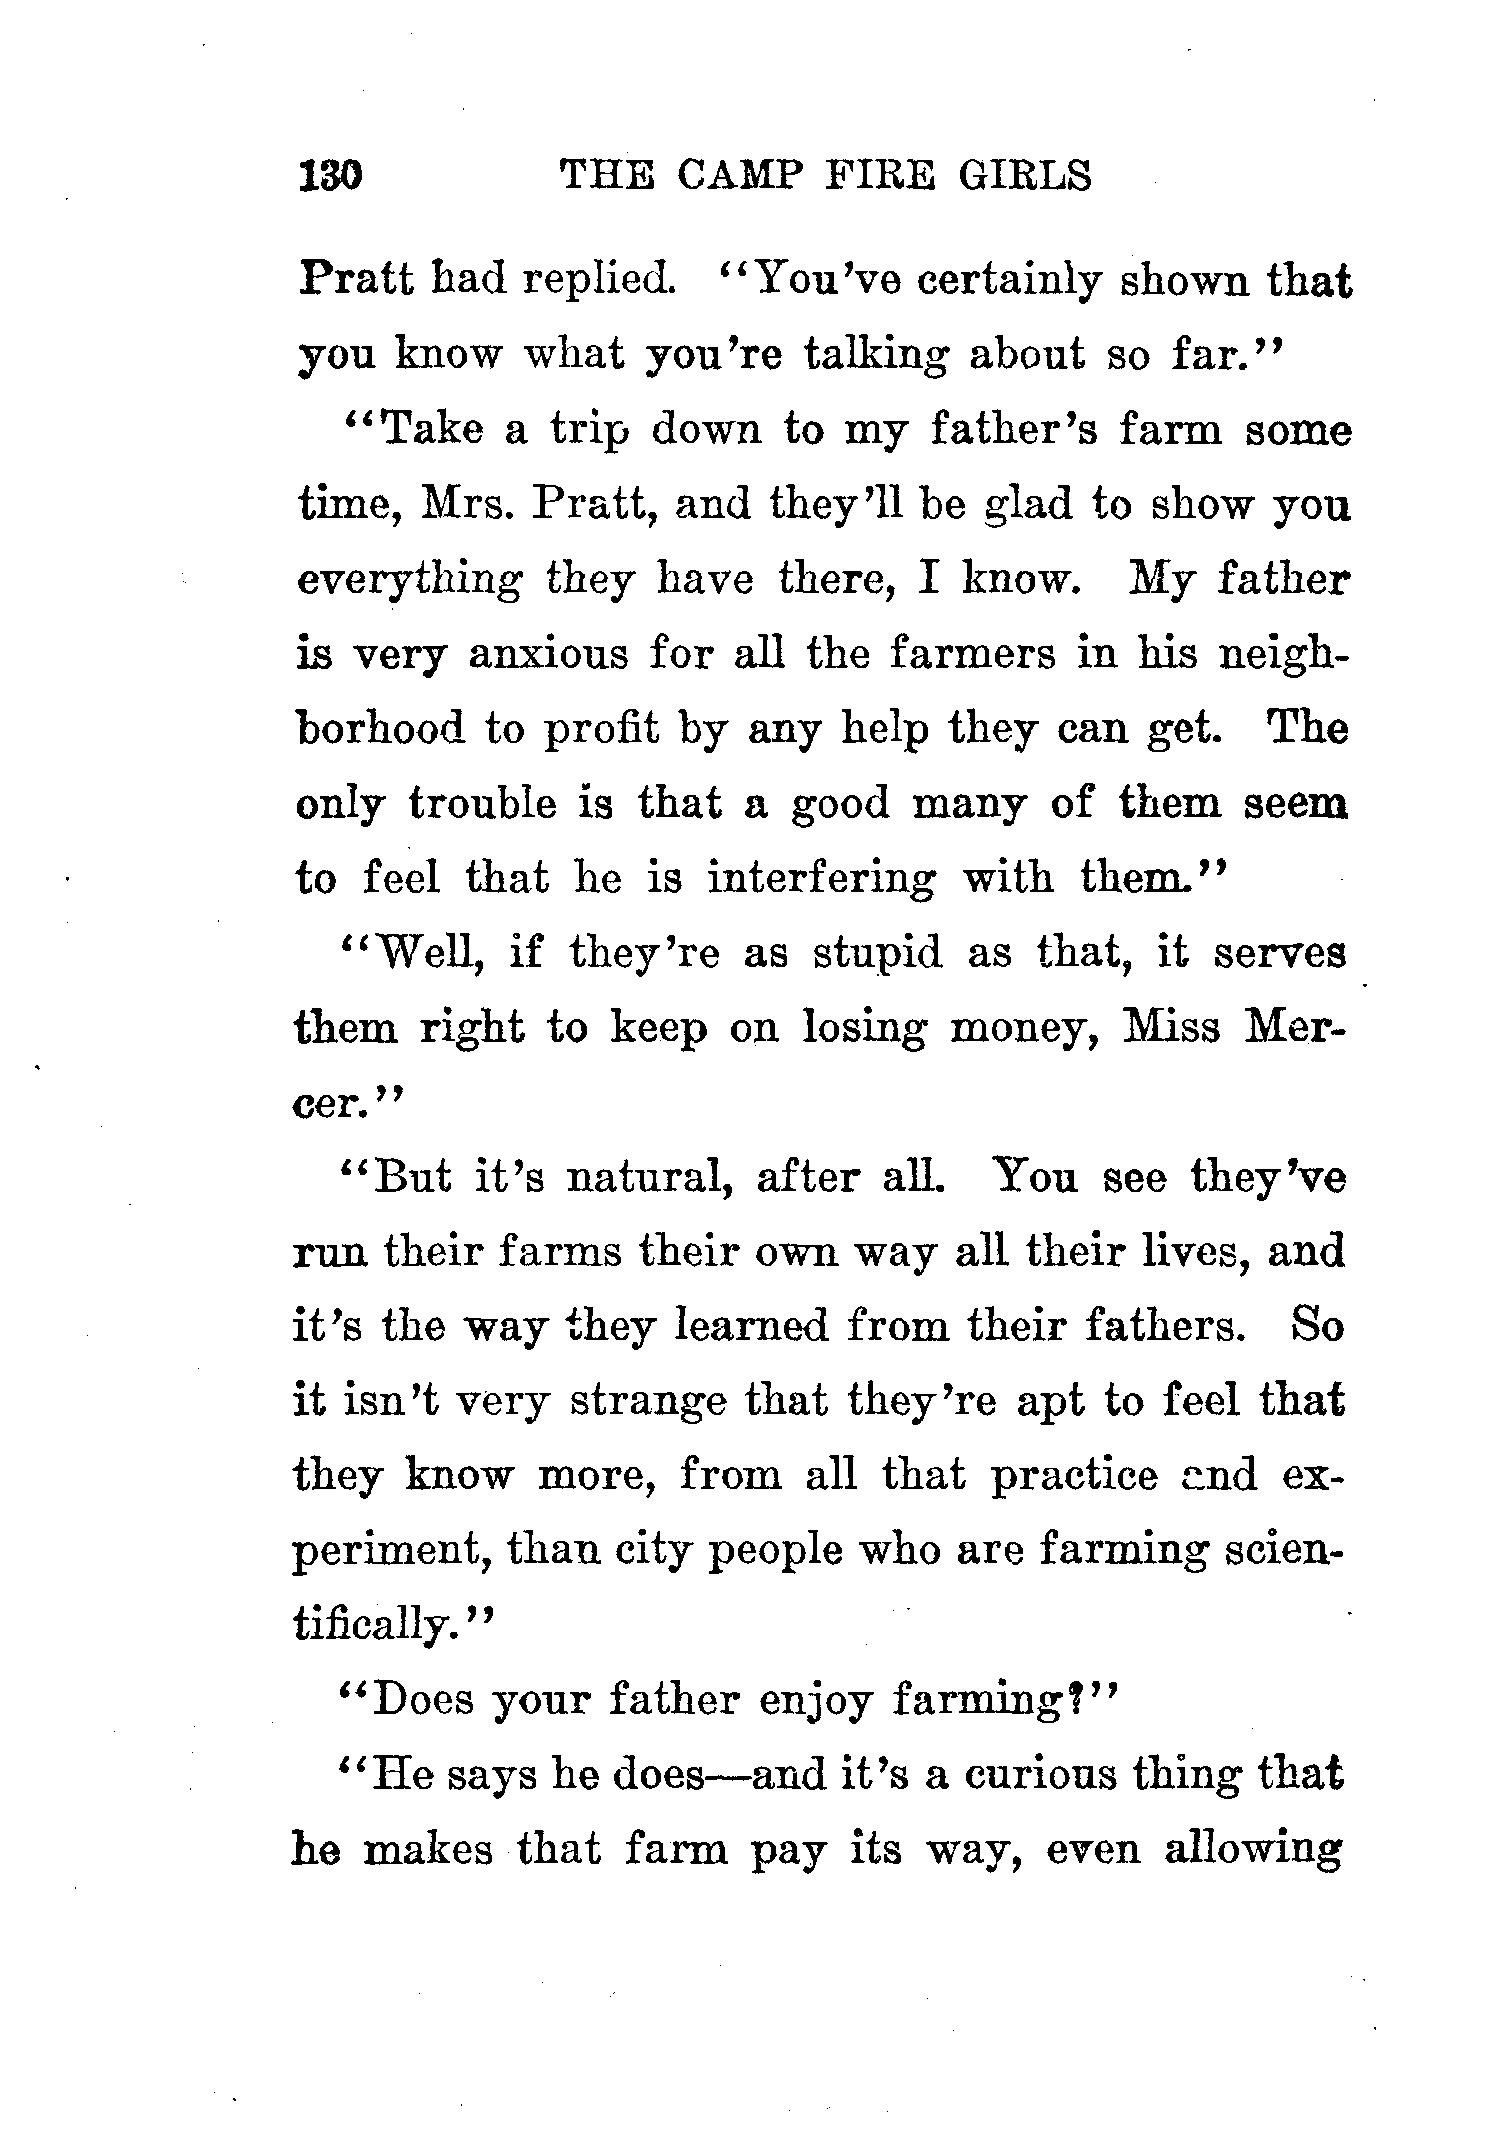 130 THE CAMP FIRE GIRLS
Pratt had replied. "You've certainly shown that
you know what you're talking about so far."
"Take a trip down to my father's farm some
time, Mrs. Pratt, and they'll be glad to show you
everything they have there, I know. My father
is very anxious for all the farmers in his neigh-
borhood to profit by any help they can get. The
only trouble is that a good many of them seem
to feel that he is interfering with them."
"Well, if they're as stupid as that, it serves
them right to keep on losing money, Miss Mer-
cer."
"But it's natural, after all. You see they've
run their farms their own way all their lives, and
it's the way they learned from their fathers. So
it isn't very strange that they're apt to feel that
they know more, from all that practice and ex-
periment, than city people who are farming scien-
tifically."
"Does your father enjoy farming?"
"He says he does—and it's a curious thing that
he makes that farm pay its way, even allowing